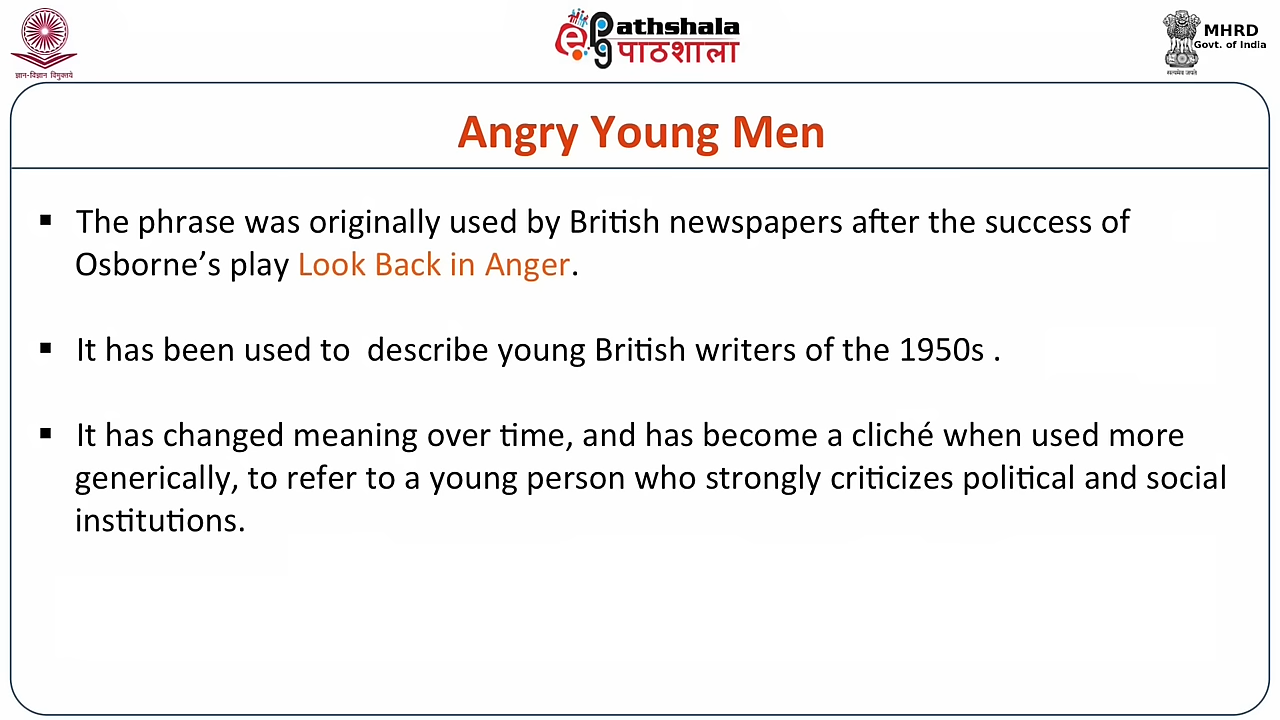 ज्ञान-विज्ञान विमुक्तये
ePathshala
पाठशाला
MHRD
Govt. of India
सत्यमेव जयते
Angry Young Men
▪ The phrase was originally used by British newspapers after the success of
Osborne’s play Look Back in Anger.
▪ It has been used to  describe young British writers of the 1950s .
▪ It has changed meaning over time, and has become a cliché when used more
generically, to refer to a young person who strongly criticizes political and social
institutions.